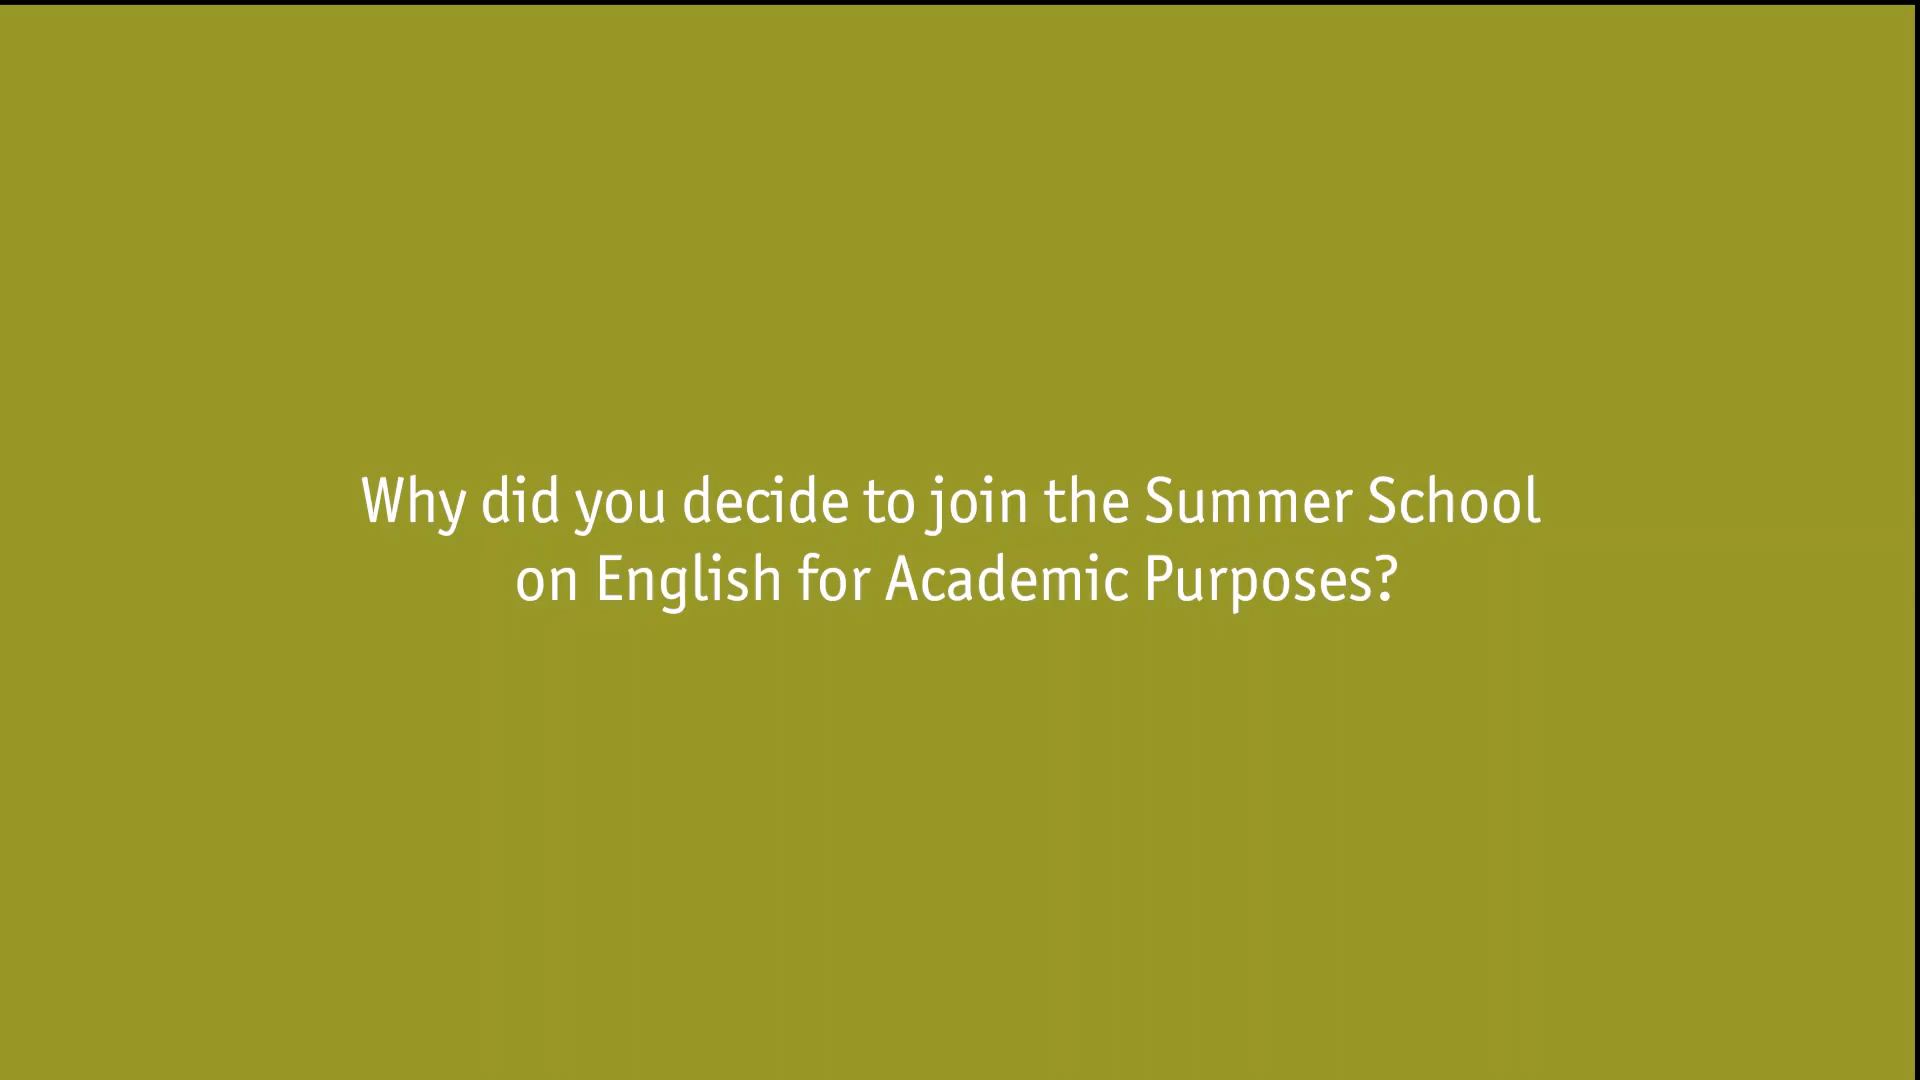 Why did you decide to join the Summer School
on English for Academic Purposes?